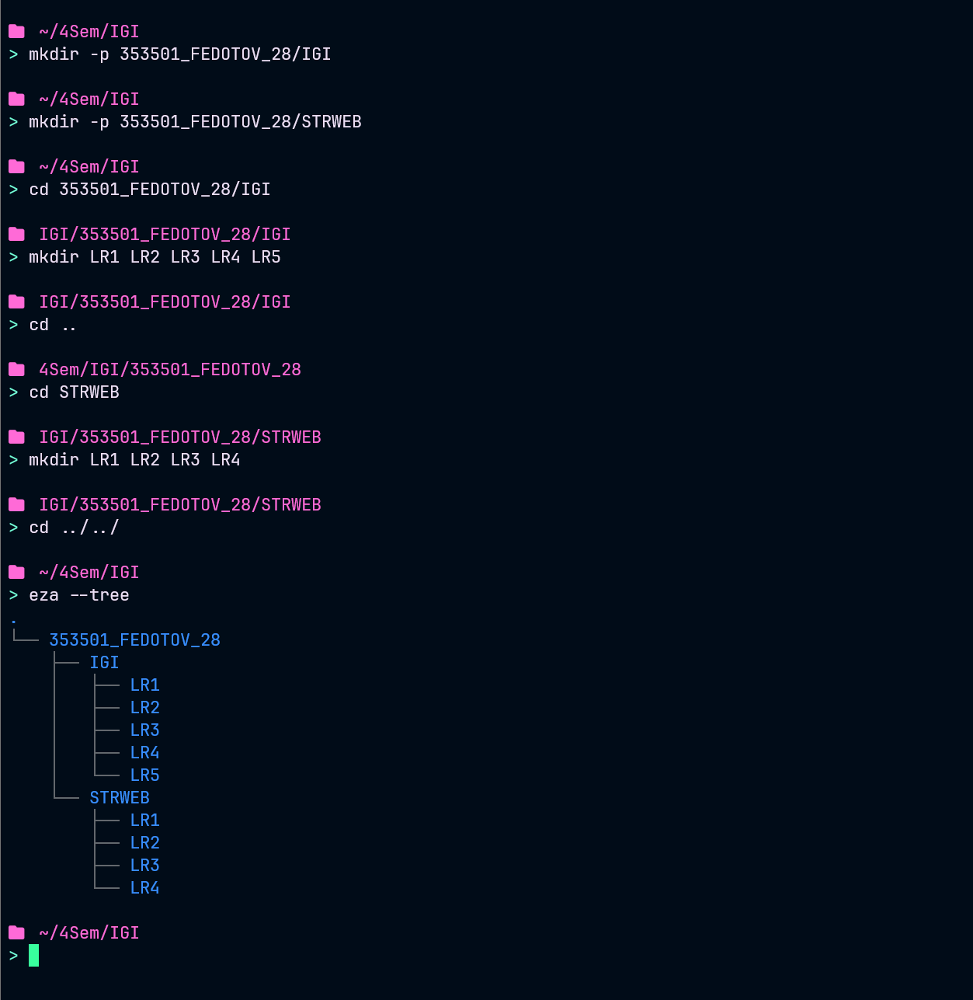 ~/4Sem/IGI
> mkdir -p 353501_FEDOTOV_28/IGI
~/4Sem/IGI
> mkdir -p 353501_FEDOTOV_28/STRWEB
~/4Sem/IGI
> cd 353501_FEDOTOV_28/IGI
IGI/353501_FEDOTOV_28/IGI
> mkdir LR1 LR2 LR3 LR4 LR5
IGI/353501_FEDOTOV_28/IGI
> cd ..
4Sem/IGI/353501_FEDOTOV_28
> cd STRWEB
IGI/353501_FEDOTOV_28/STRWEB
> mkdir LR1 LR2 LR3 LR4
IGI/353501_FEDOTOV_28/STRWEB
> cd ../../
~/4Sem/IGI
> eza --tree
.
└── 353501_FEDOTOV_28
    ├── IGI
    │   ├── LR1
    │   ├── LR2
    │   ├── LR3
    │   ├── LR4
    │   └── LR5
    └── STRWEB
        ├── LR1
        ├── LR2
        ├── LR3
        └── LR4
~/4Sem/IGI
>